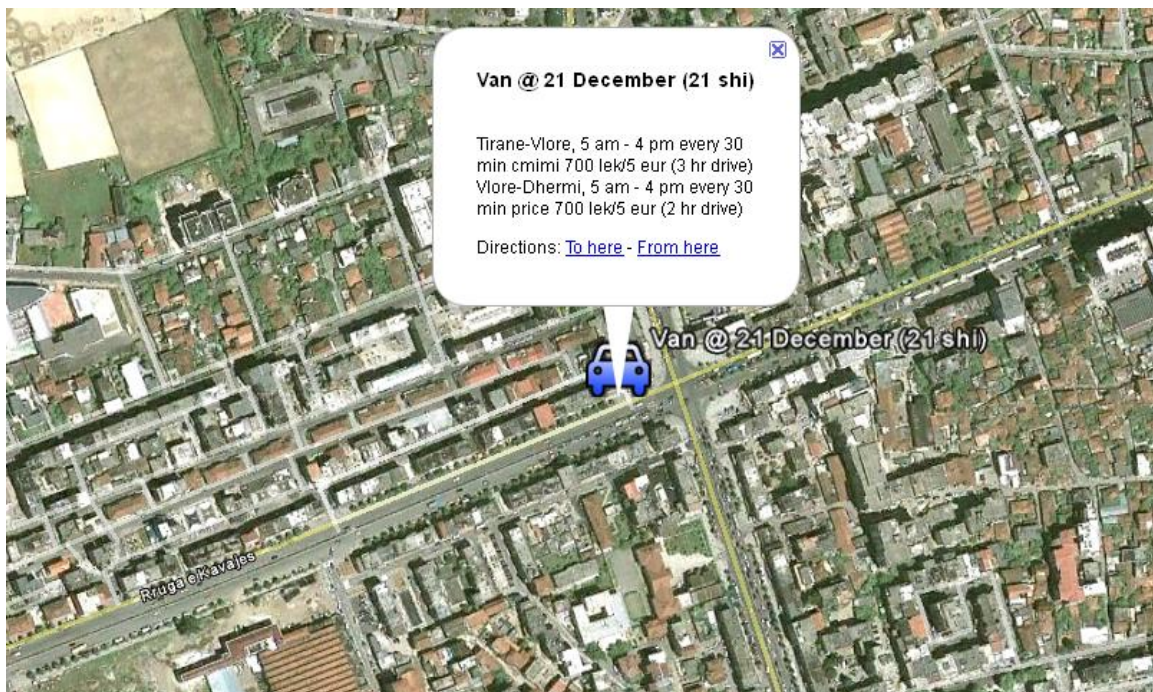 Van @ 21 December (21 shi)
Tirane-Vlore, 5 am - 4 pm every 30
min cmimi 700 lek/5 eur (3 hr drive)
Vlore-Dhermi, 5 am - 4 pm every 30
min price 700 lek/5 eur (2 hr drive)
Directions: To here - From here
Van @ 21 December (21 shi)
Rruga e Kavajes